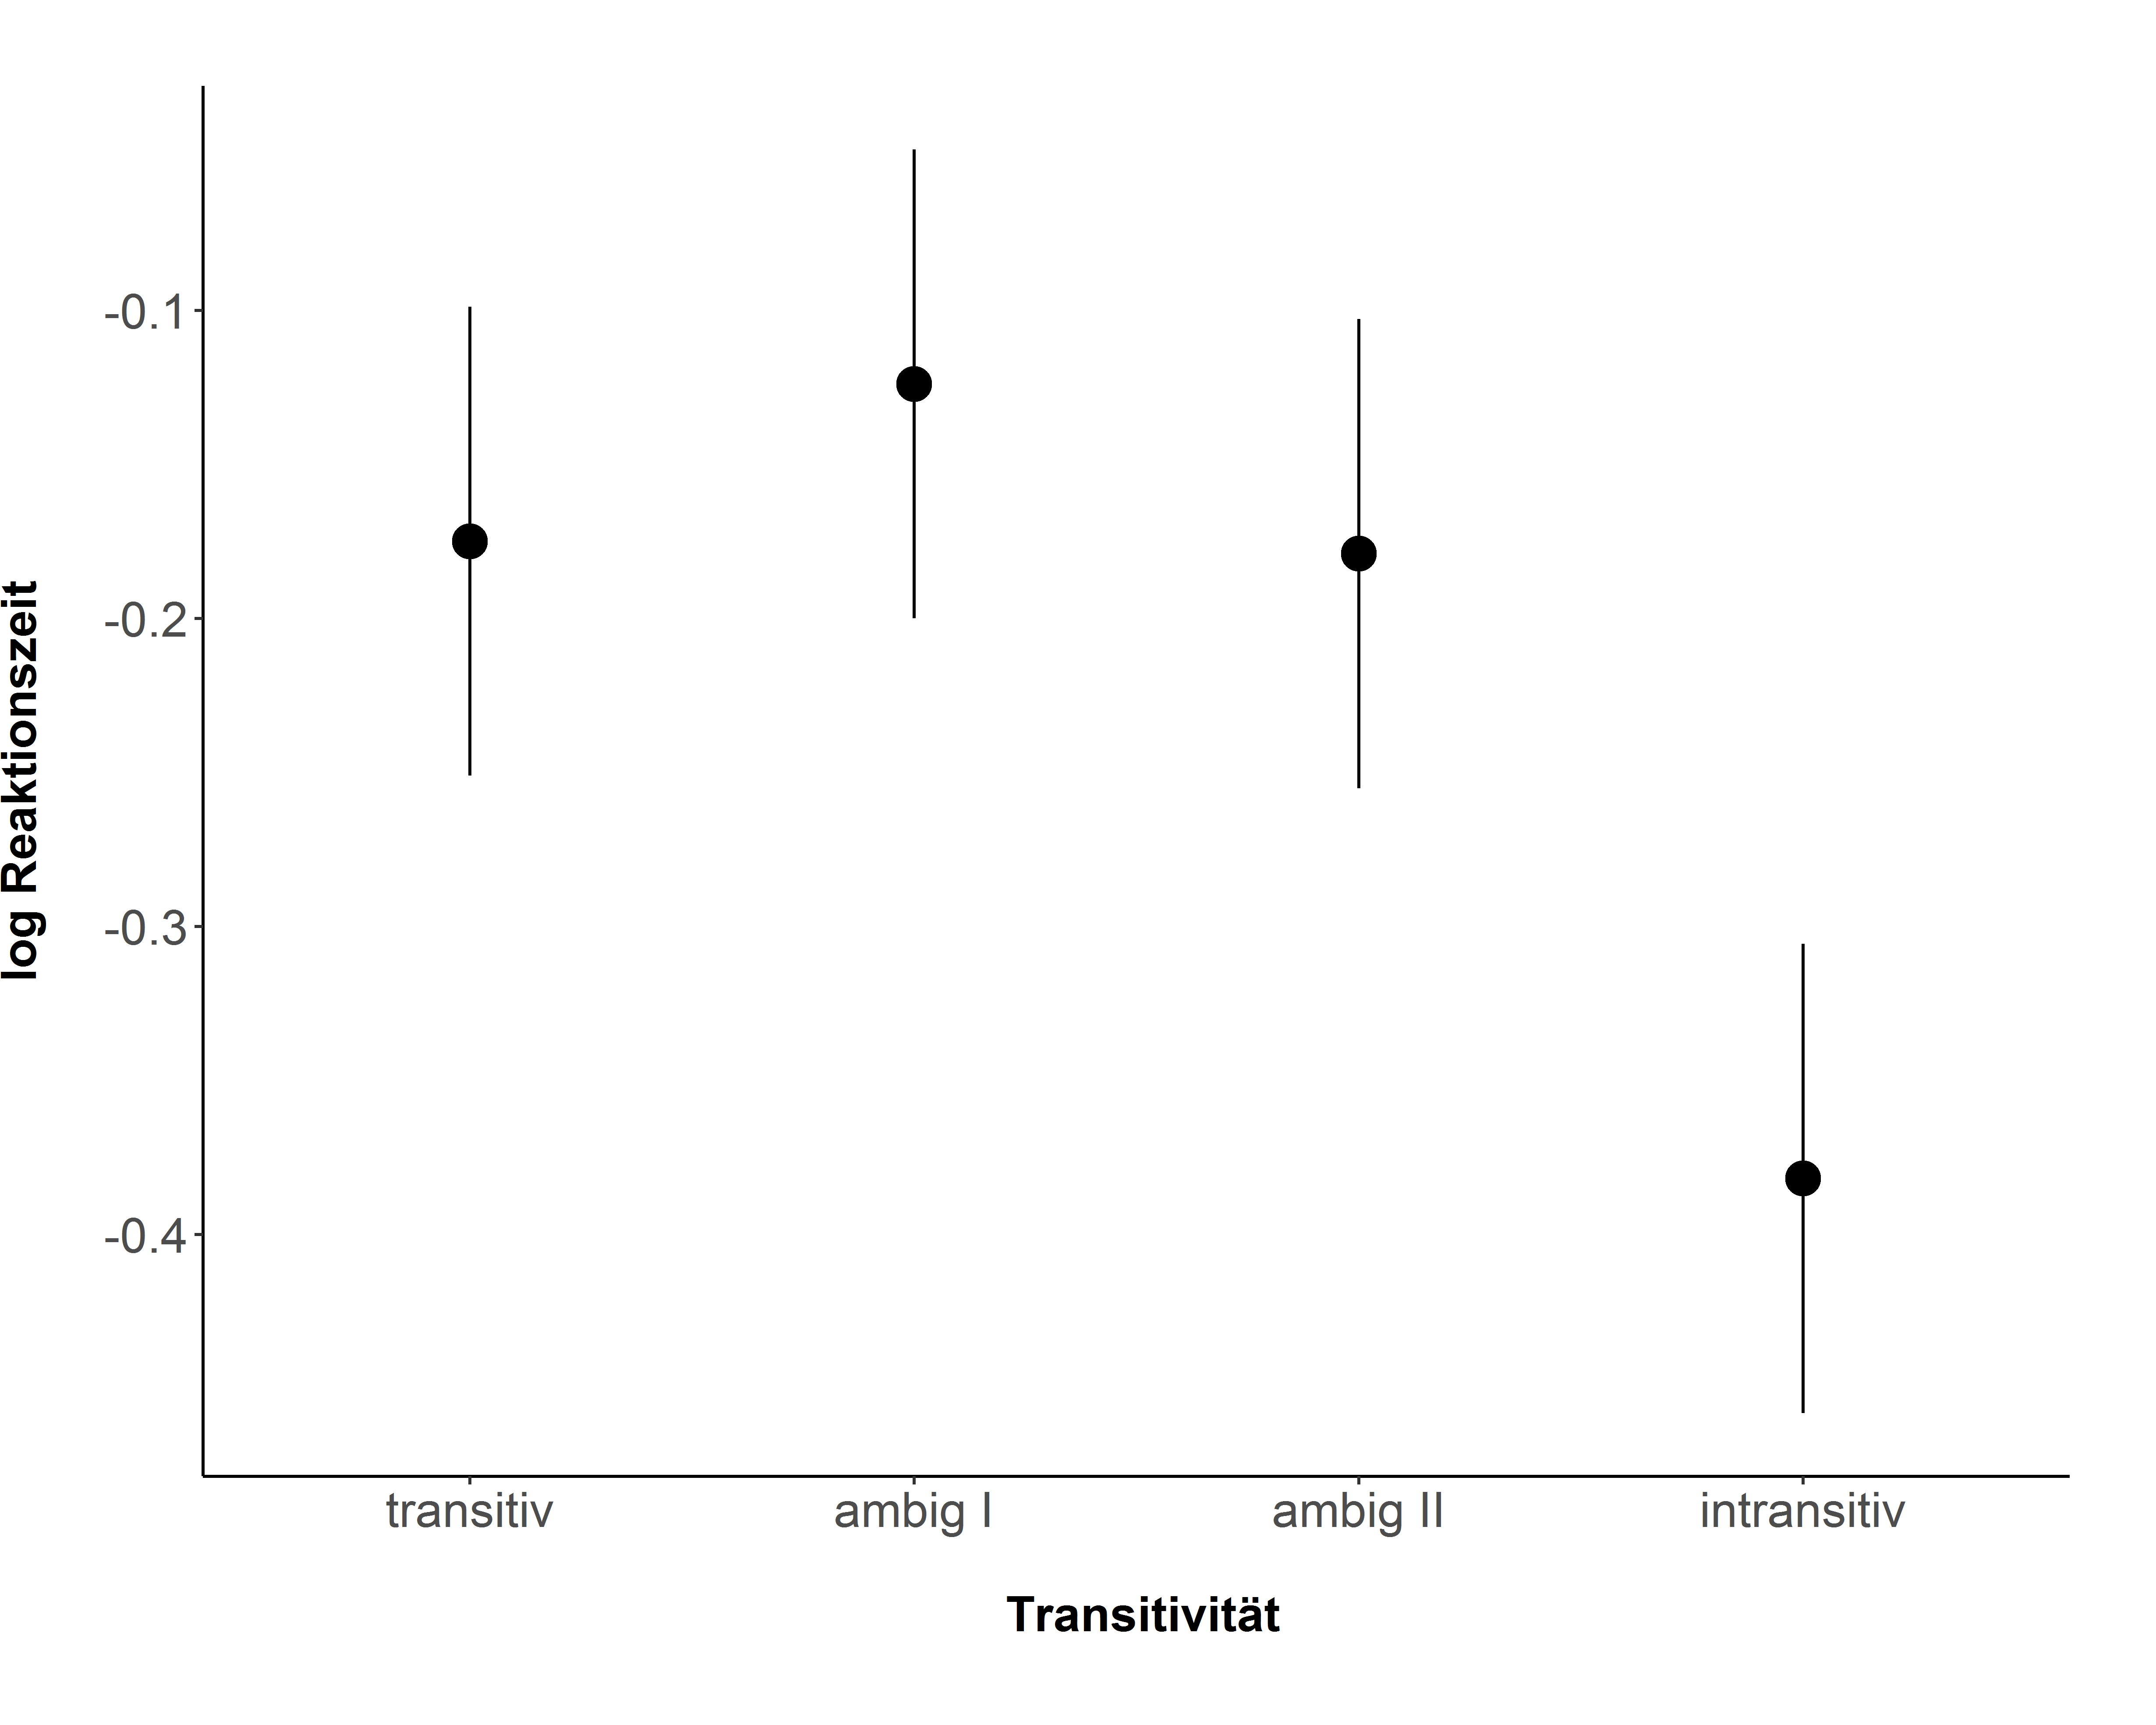 log Reaktionszeit
-0.1
-0.2
-0.3
-0.4
transitiv
ambig I
ambig II
intransitiv
Transitivität